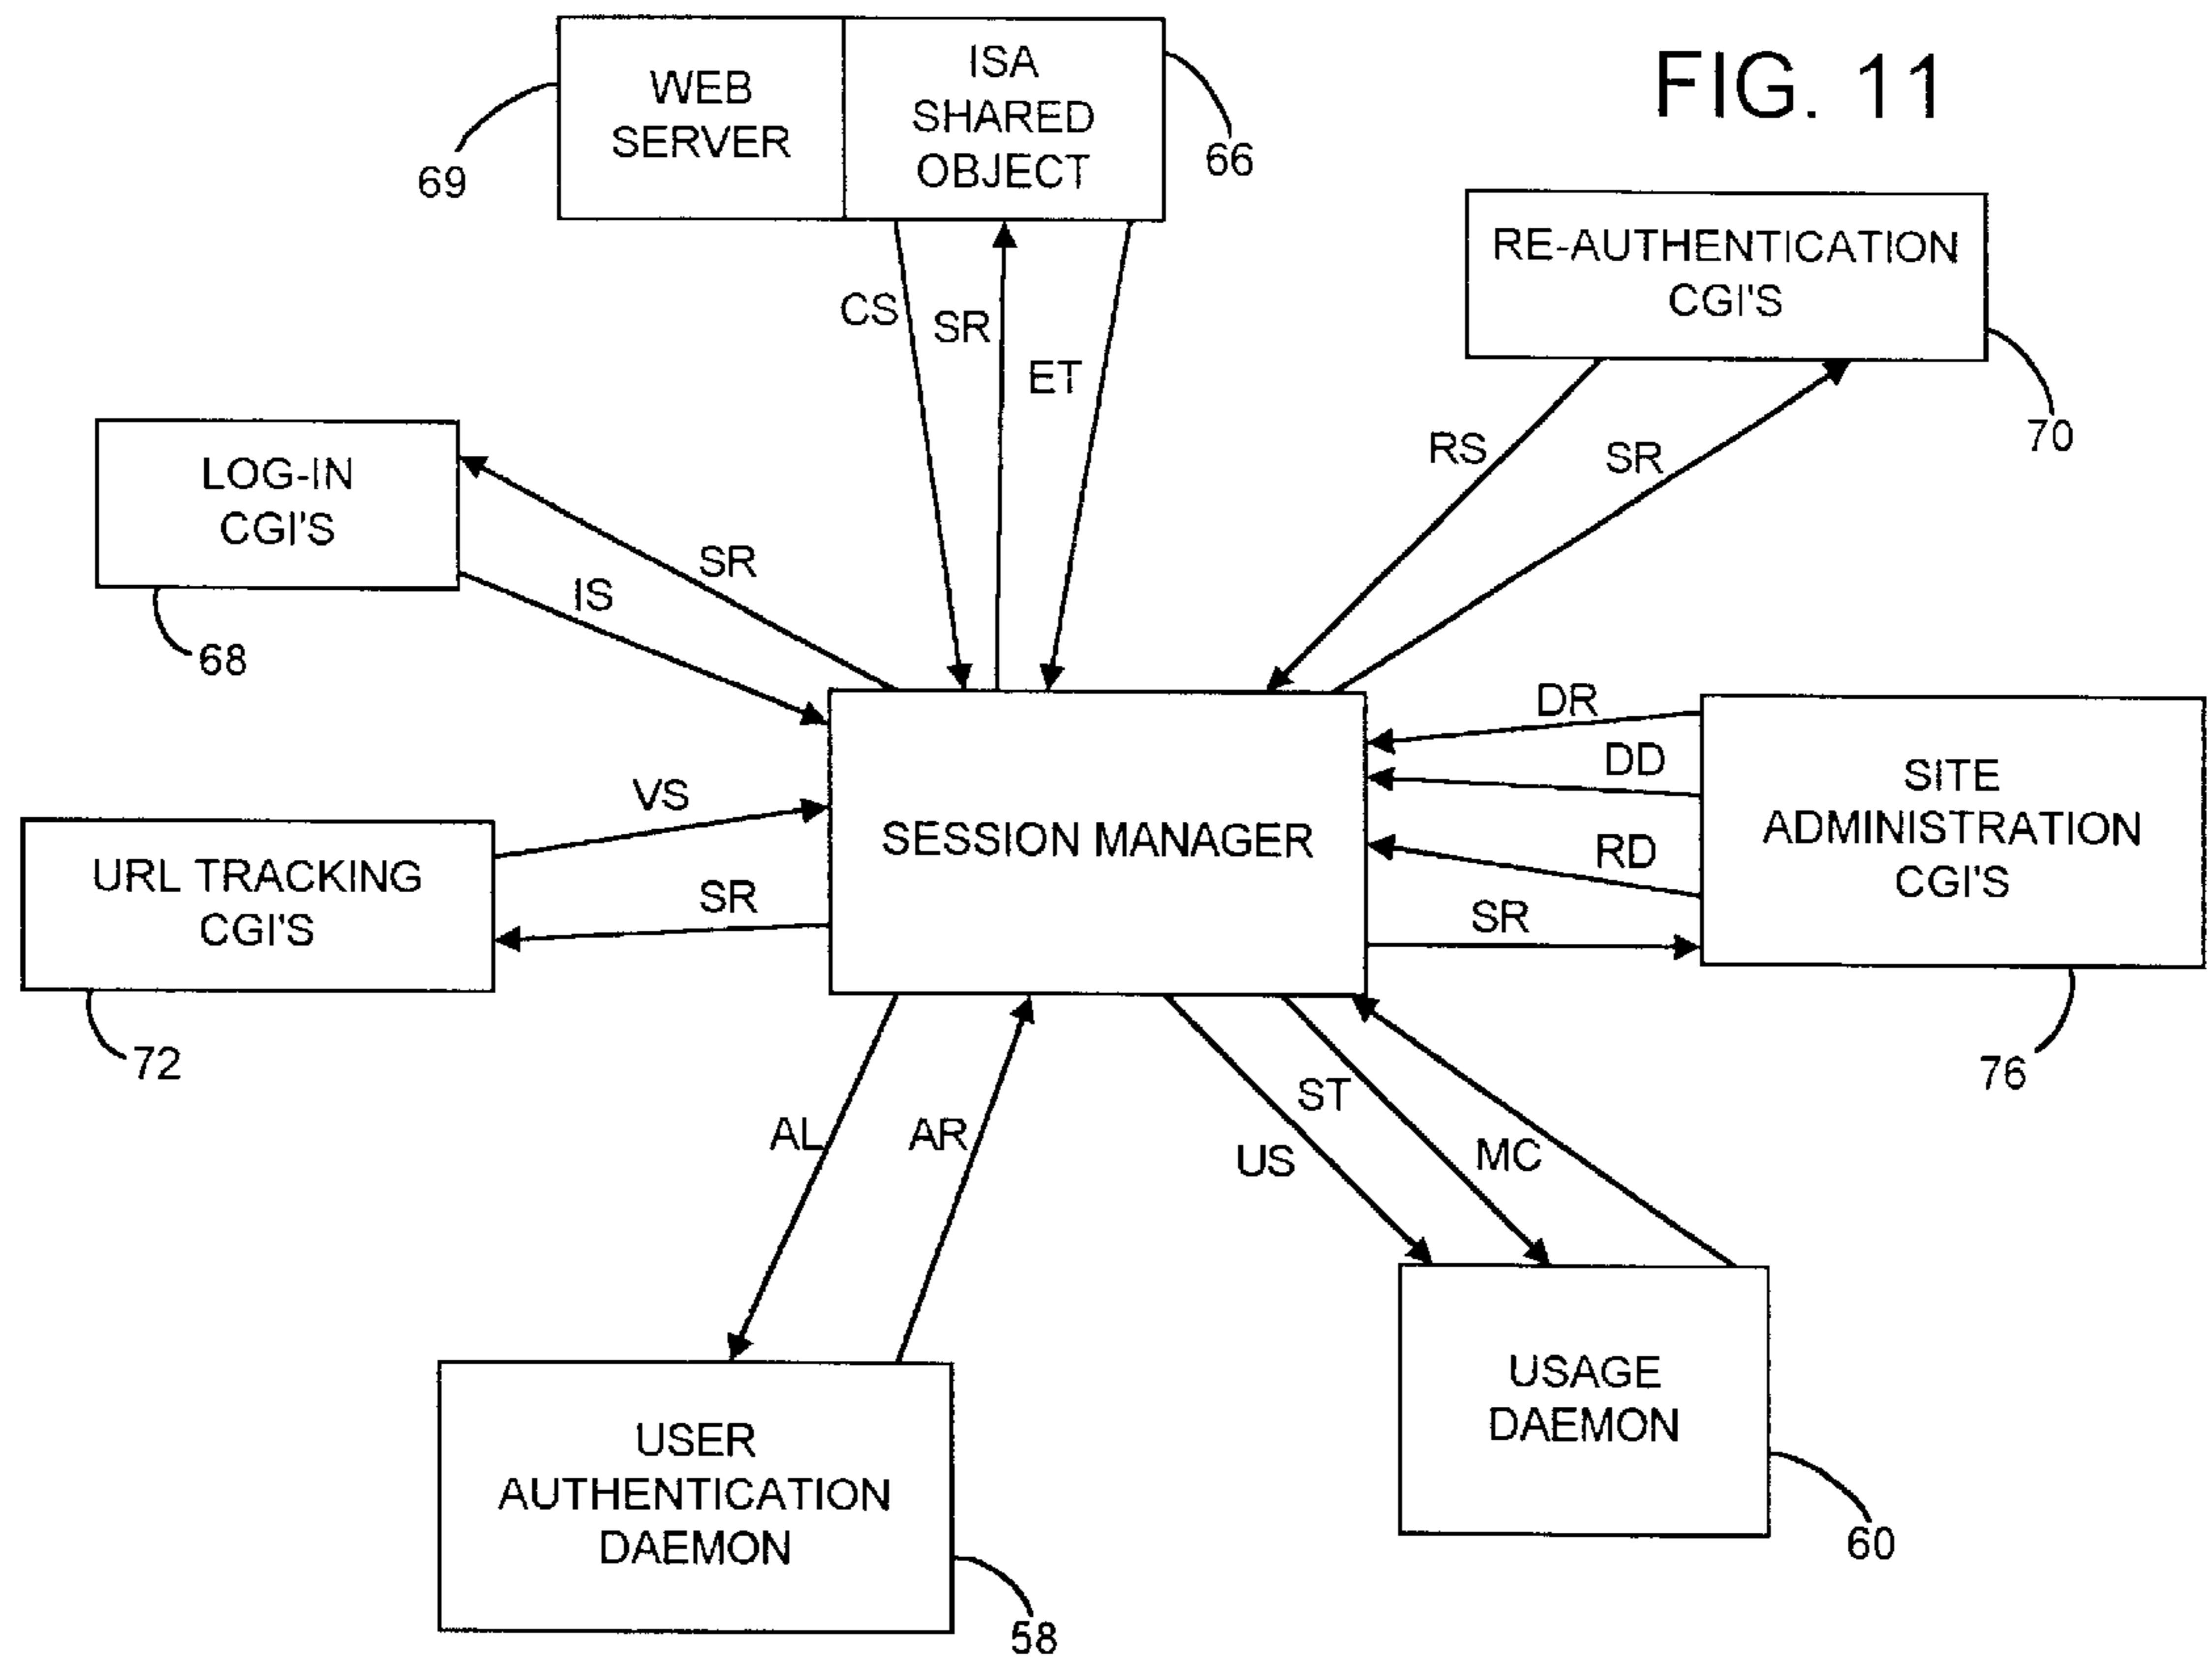 FIG. 11
WEB
SERVER
ISA
SHARED
OBJECT
69
66
RE-AUTHENTICATION
CGI'S
70
CS
SR
ET
RS
SR
LOG-IN
CGI'S
68
SR
IS
DR
DD
RD
SR
SITE
ADMINISTRATION
CGI'S
76
VS
SR
URL TRACKING
CGI'S
72
SESSION MANAGER
AL
AR
US
ST
MC
USER
AUTHENTICATION
DAEMON
58
USAGE
DAEMON
60